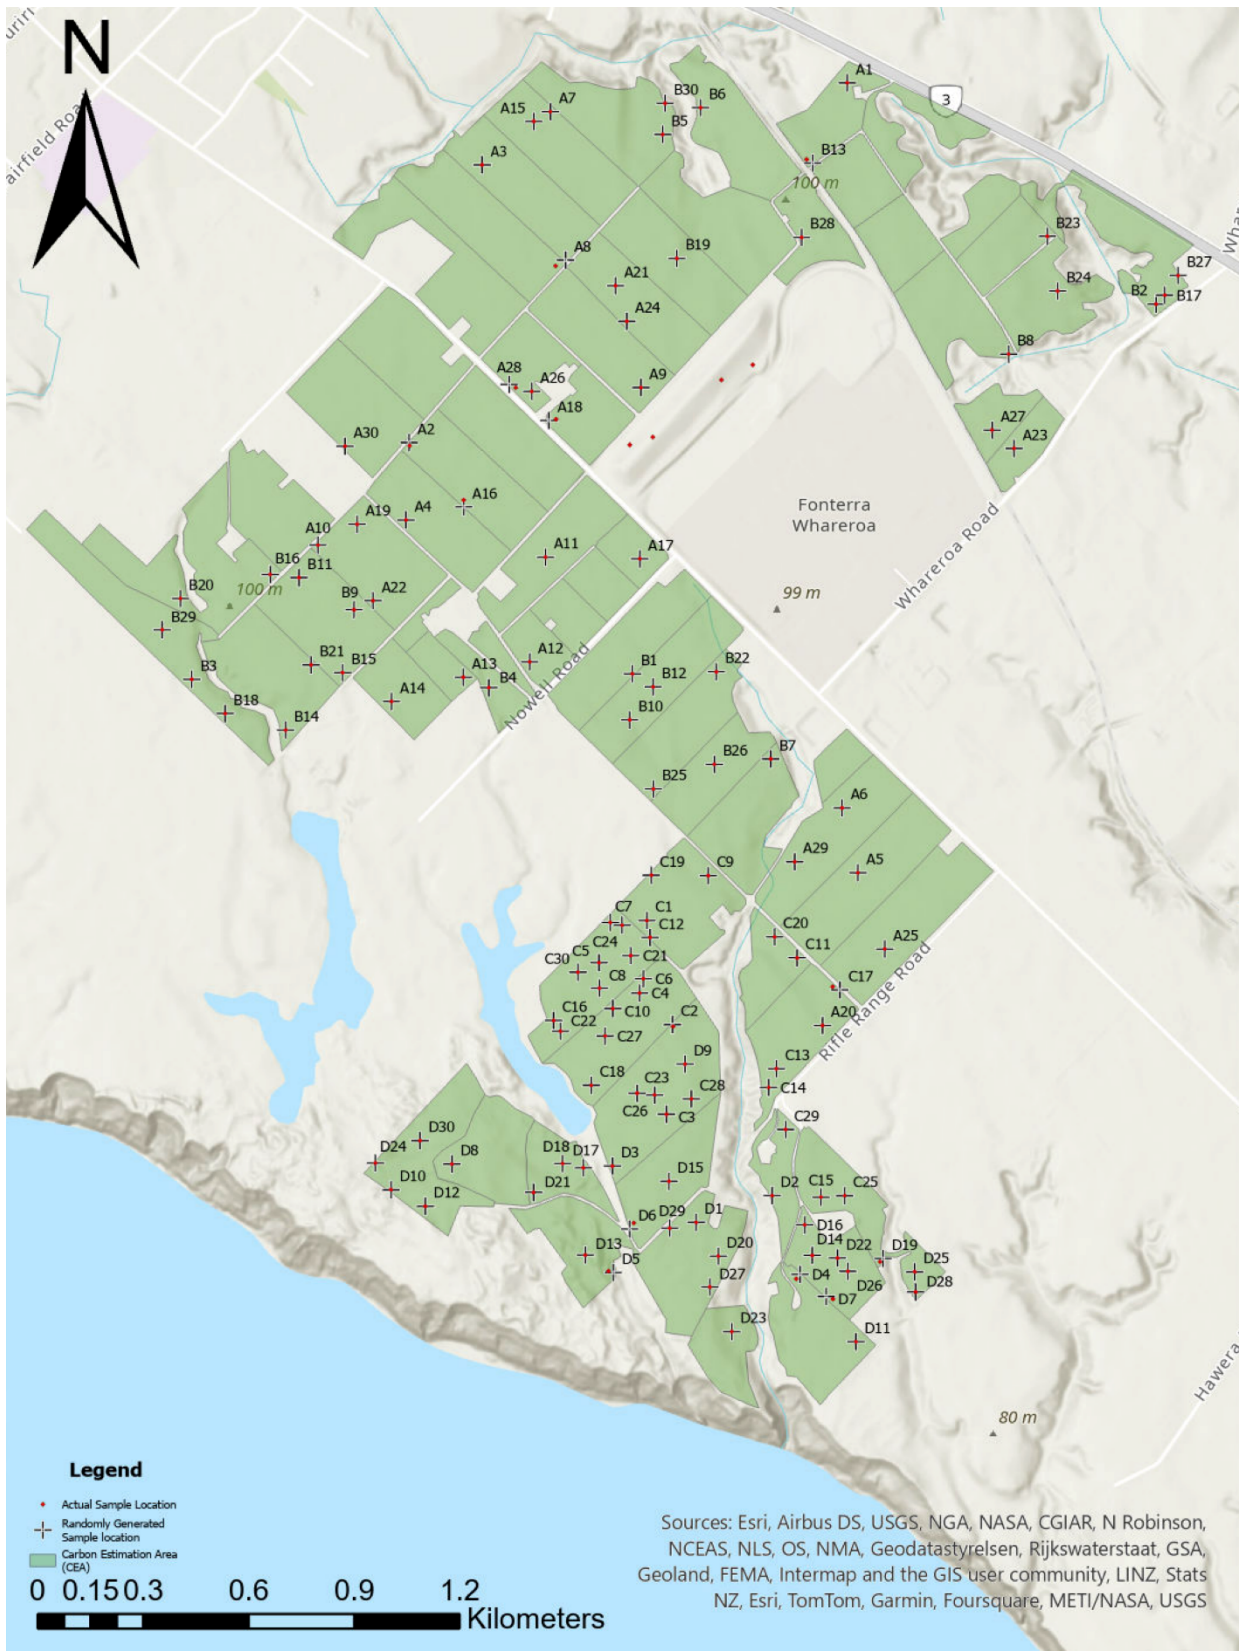 N
uriri
airfield Road
3
A1
B30
B6
A7
A15
B5
A3
B13
100 m
B23
B28
Whar
A8
B19
B27
A21
B24
B17
B2
A24
B8
A28
A26
A9
A18
A27
A2
A30
A23
A16
Fonterra
Whareroa
A19
A4
A10
A11
A17
B16
B11
Whareroa Road
B20
100 m
A22
B9
99 m
B29
B21
B15
A12
B1
B22
B3
A13
B4
B12
A14
Nowell Road
B18
B10
B14
B26
B7
B25
A6
A29
C19
C9
A5
C7
C1
C12
C20
A25
C5
C24
C21
C11
C30
C8
C6
C4
C17
C16
C10
C2
A20
Rifle Range Road
C22
C27
D9
C13
C18
C23
C28
C14
C26
C3
C29
D30
D24
D8
D18
D17
D3
D10
D21
D15
D2
C15
C25
D12
D6
D29
D1
D16
D13
D20
D14
D22
D19
D25
D5
D4
D26
D28
D27
D7
D23
D11
Hawera
80 m
Legend
Actual Sample Location
Randomly Generated
Sample location
Carbon Estimation Area
(CEA)
0 0.15 0.3 0.6 0.9 1.2
Kilometers
Sources: Esri, Airbus DS, USGS, NGA, NASA, CGIAR, N Robinson,
NCEAS, NLS, OS, NMA, Geodatastyrelsen, Rijkswaterstaat, GSA,
Geoland, FEMA, Intermap and the GIS user community, LINZ, Stats
NZ, Esri, TomTom, Garmin, Foursquare, METI/NASA, USGS